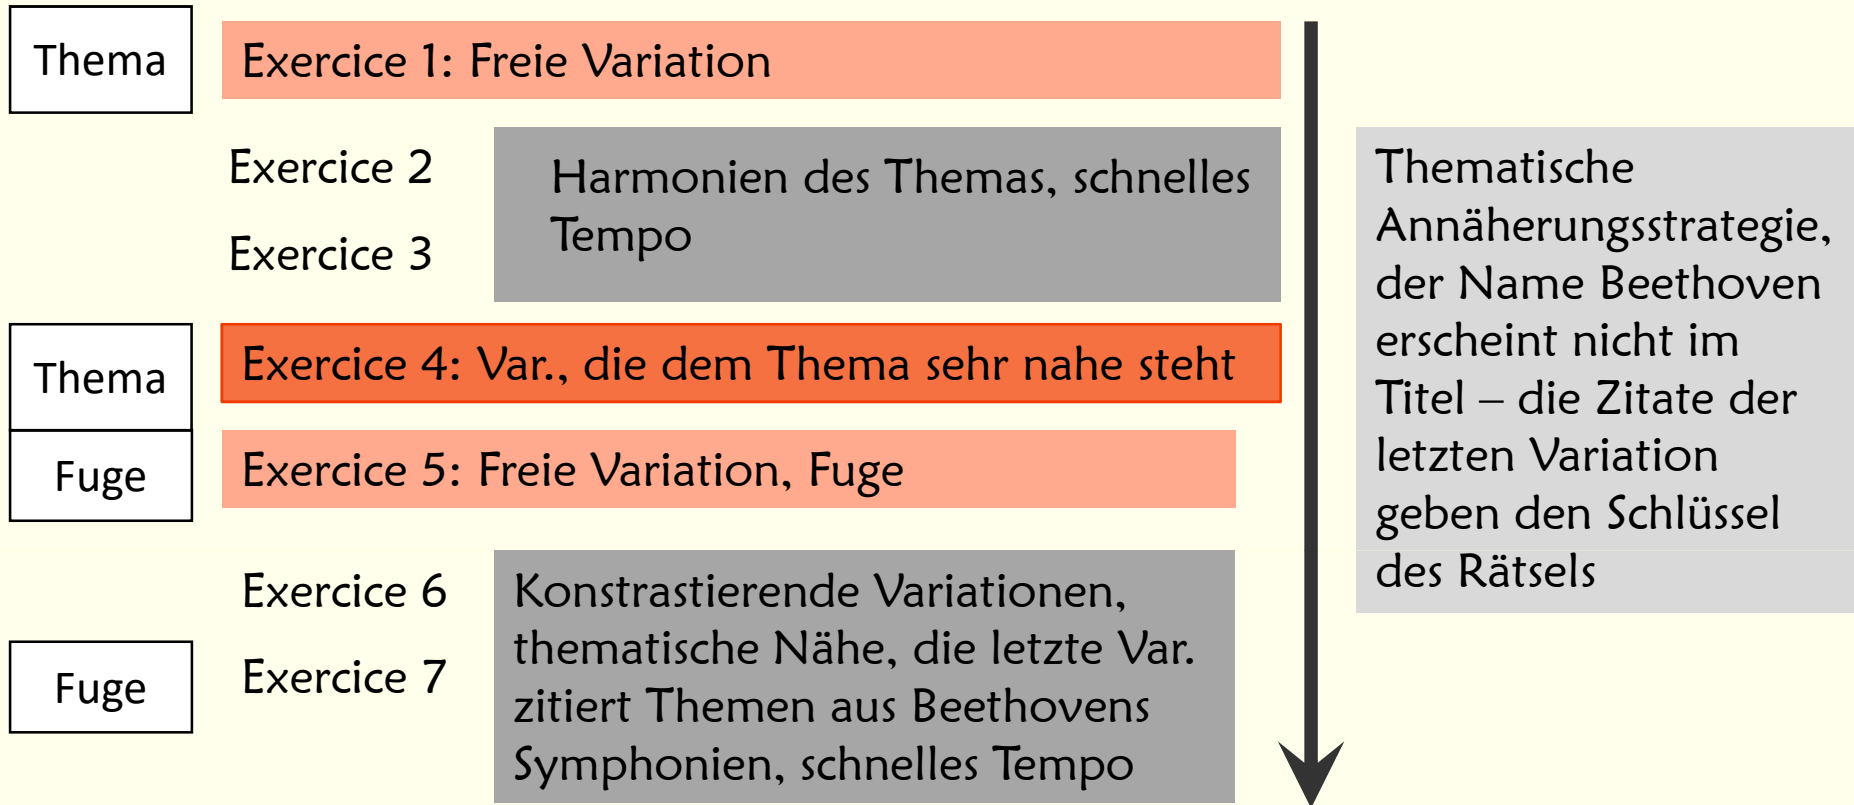 Thema
Exercice 1: Freie Variation
Exercice 2
Exercice 3
Harmonien des Themas, schnelles
Tempo
Thema
Exercice 4: Var., die dem Thema sehr nahe steht
Fuge
Exercice 5: Freie Variation, Fuge
Exercice 6
Fuge
Exercice 7
Konstrastierende Variationen,
thematische Nähe, die letzte Var.
zitiert Themen aus Beethovens
Symphonien, schnelles Tempo
Thematische
Annäherungsstrategie,
der Name Beethoven
erscheint nicht im
Titel – die Zitate der
letzten Variation
geben den Schlüssel
des Rätsels